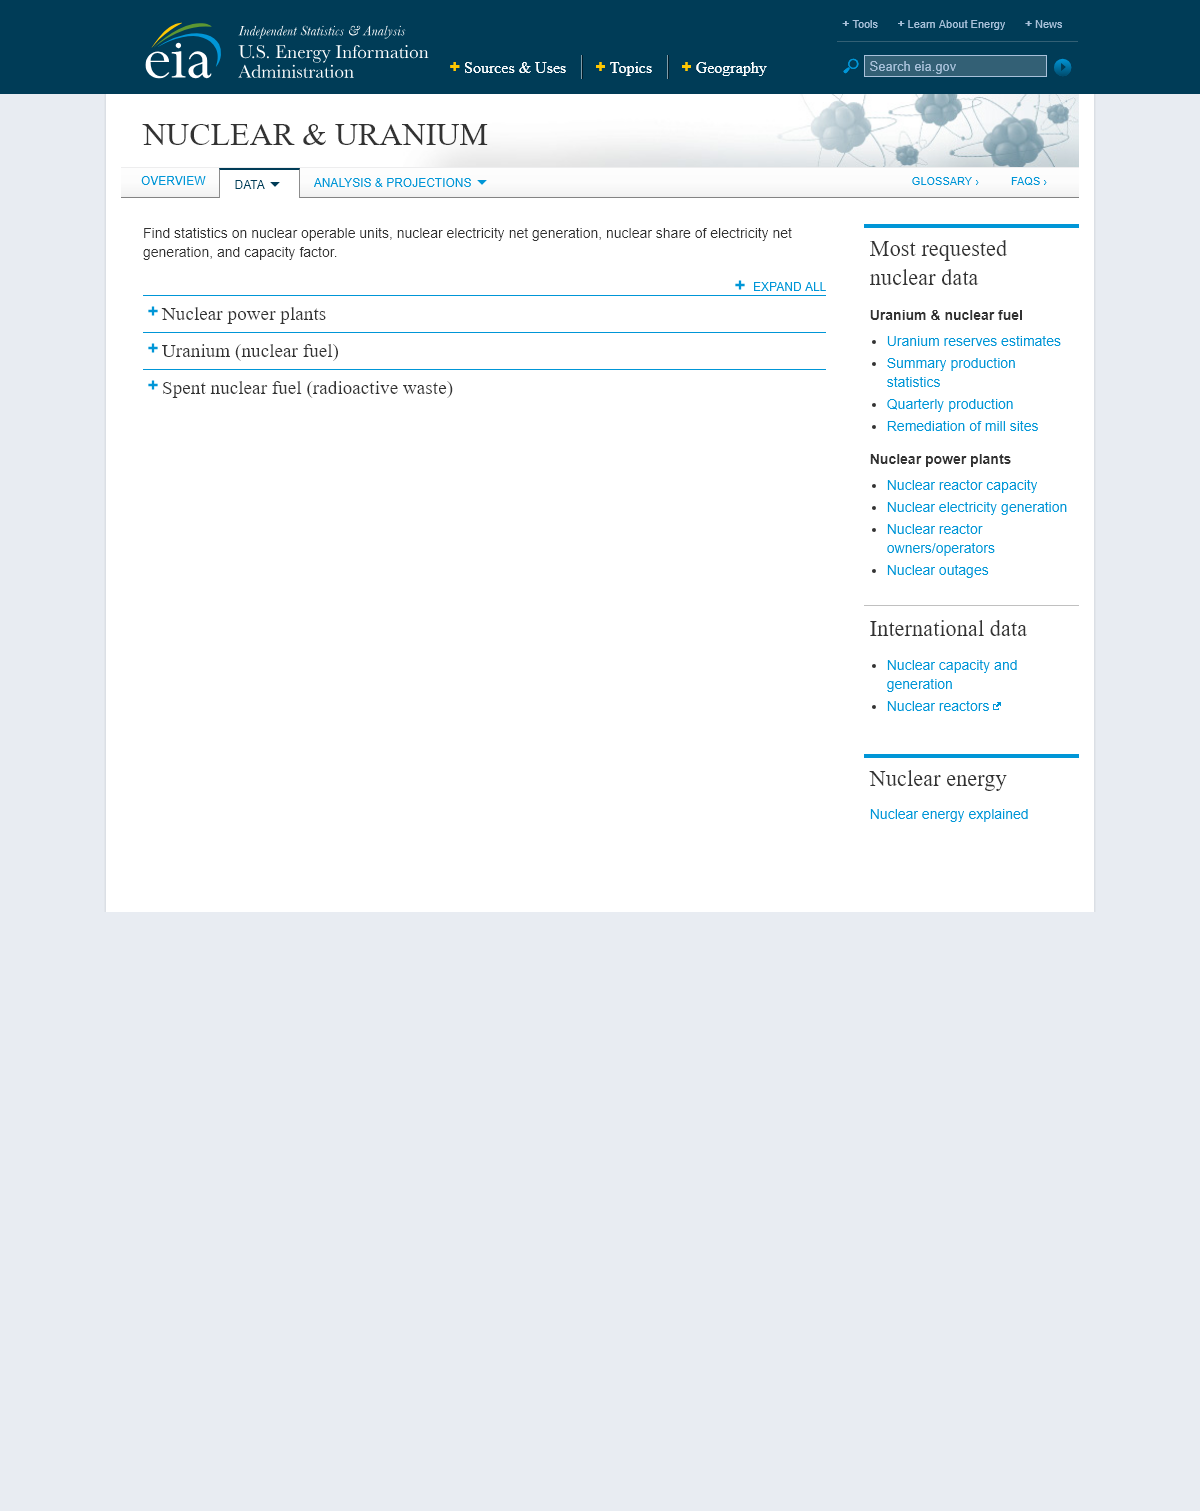 eia
Independent Statistics & Analysis
U.S. Energy Information
Administration
+ Sources & Uses
+ Topics
+ Geography
+ Tools
+ Learn About Energy
+ News
Search eia.gov
NUCLEAR & URANIUM
OVERVIEW
DATA
ANALYSIS & PROJECTIONS
GLOSSARY ›
FAQS ›
Find statistics on nuclear operable units, nuclear electricity net generation, nuclear share of electricity net
generation, and capacity factor.
+ EXPAND ALL
+ Nuclear power plants
+ Uranium (nuclear fuel)
+ Spent nuclear fuel (radioactive waste)
Most requested
nuclear data
Uranium & nuclear fuel
• Uranium reserves estimates
• Summary production
statistics
• Quarterly production
• Remediation of mill sites
Nuclear power plants
• Nuclear reactor capacity
• Nuclear electricity generation
• Nuclear reactor
owners/operators
• Nuclear outages
International data
• Nuclear capacity and
generation
• Nuclear reactors
Nuclear energy
Nuclear energy explained